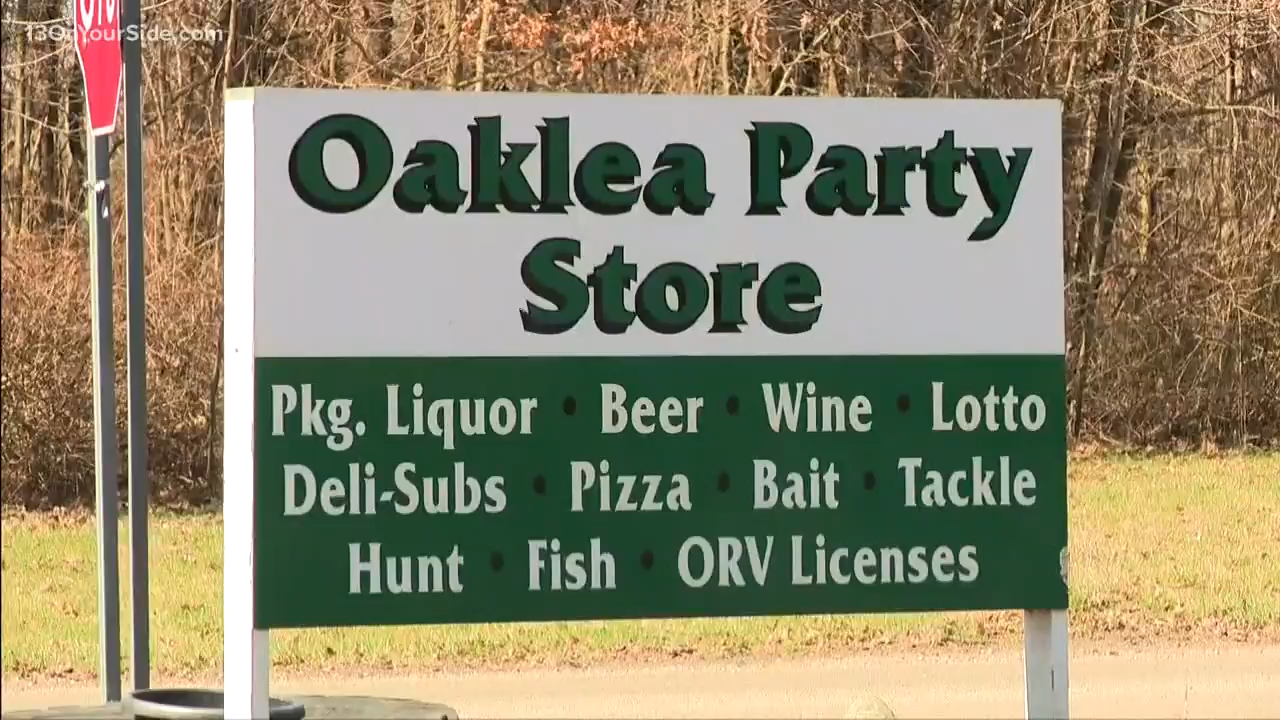 13OnYourSide.com
Oaklea Party
Store
Pkg. Liquor • Beer • Wine • Lotto
Deli-Subs • Pizza • Bait • Tackle
Hunt • Fish • ORV Licenses